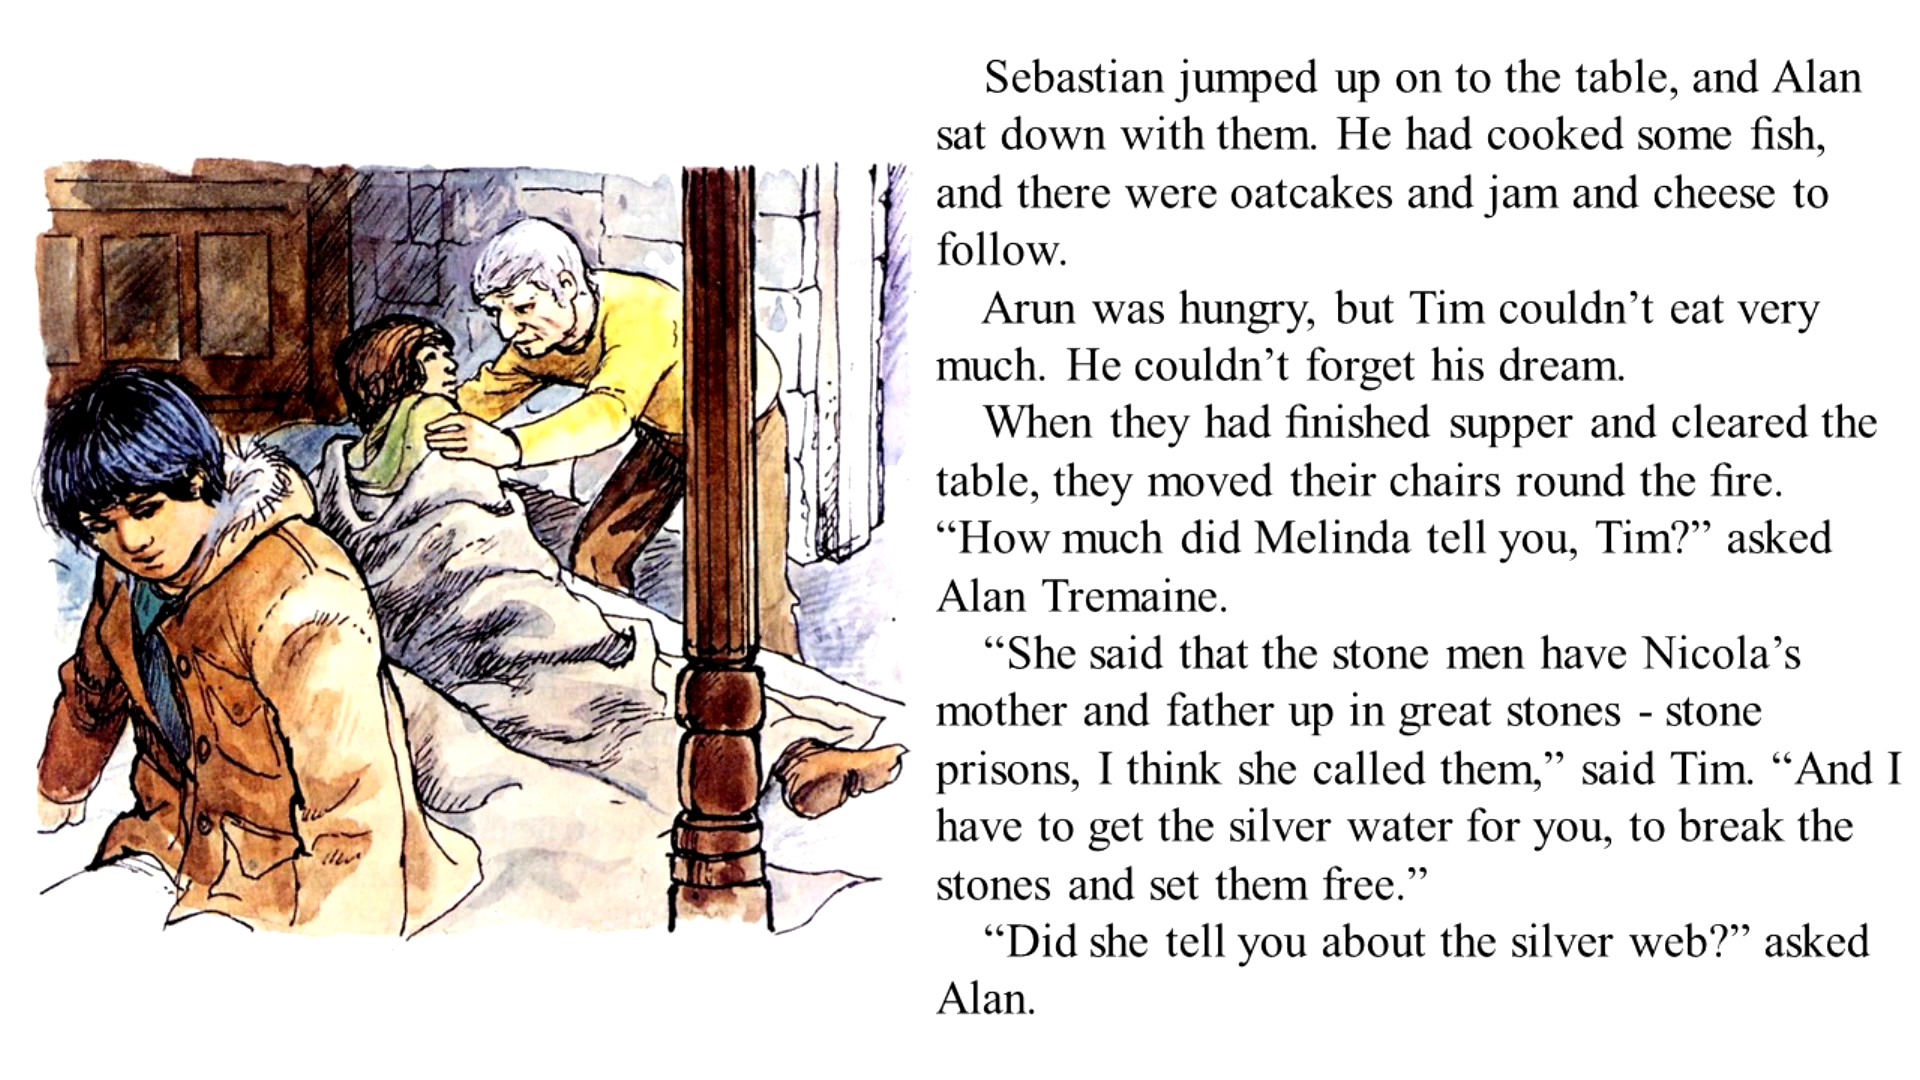 Sebastian jumped up on to the table, and Alan
sat down with them. He had cooked some fish,
and there were oatcakes and jam and cheese to
follow.
Arun was hungry, but Tim couldn’t eat very
much. He couldn’t forget his dream.
When they had finished supper and cleared the
table, they moved their chairs round the fire.
“How much did Melinda tell you, Tim?” asked
Alan Tremaine.
“She said that the stone men have Nicola’s
mother and father up in great stones - stone
prisons, I think she called them,” said Tim. “And I
have to get the silver water for you, to break the
stones and set them free.”
“Did she tell you about the silver web?” asked
Alan.